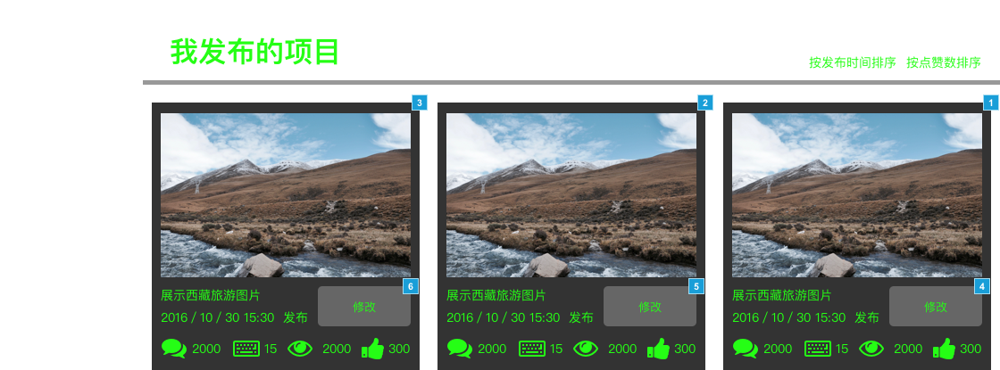 我发布的项目
按发布时间排序 按点赞数排序
3 2 1
6 5 4
展示西藏旅游图片 修改 展示西藏旅游图片 修改 展示西藏旅游图片 修改
2016 / 10 / 30 15:30 发布 2016 / 10 / 30 15:30 发布 2016 / 10 / 30 15:30 发布
2000 15 2000 300 2000 15 2000 300 2000 15 2000 300